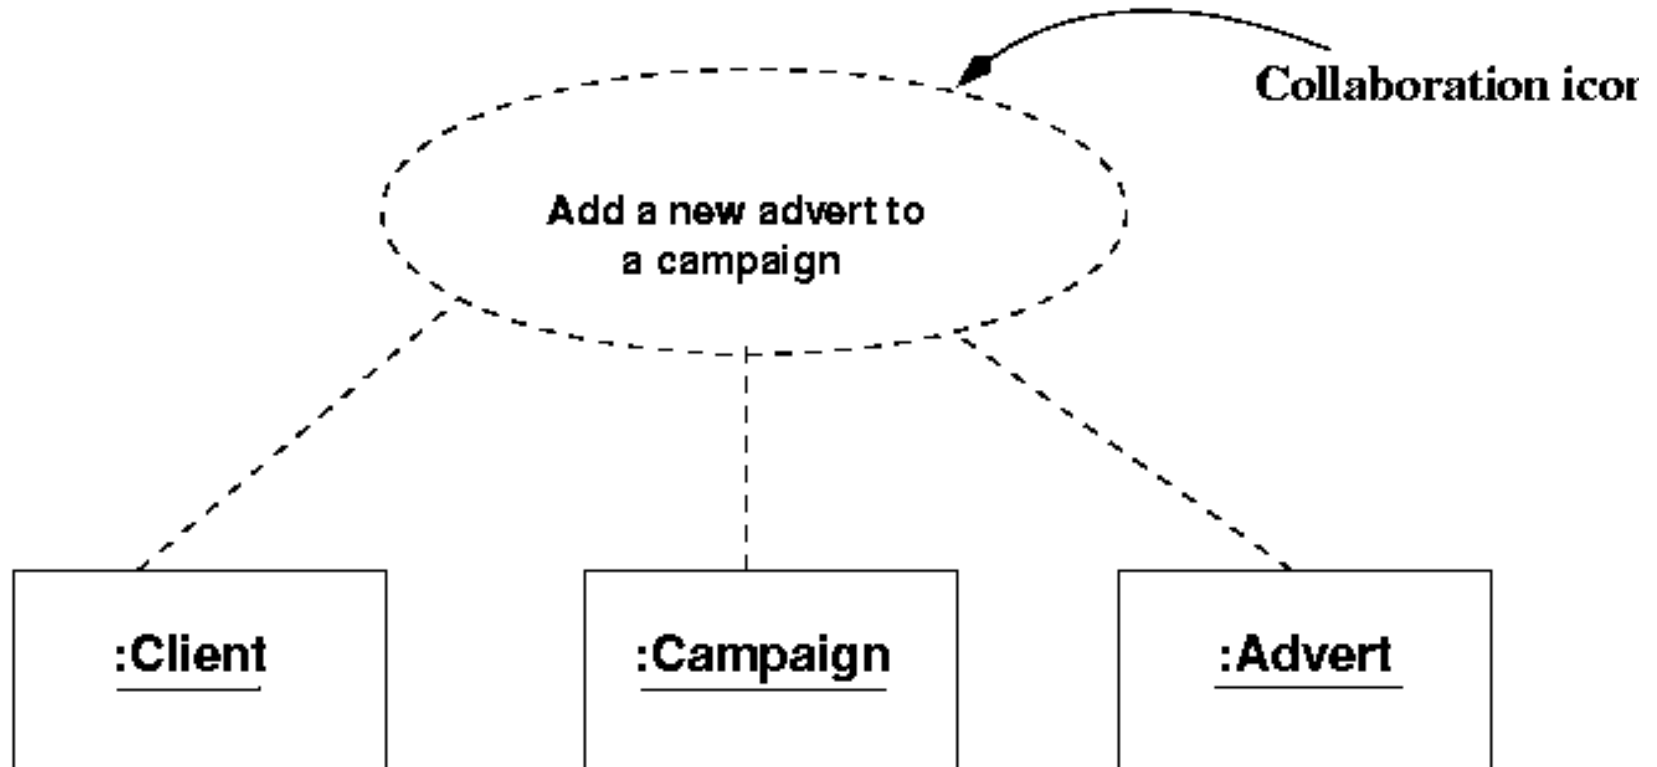 Collaboration icon
Add a new advert to
a campaign
:Client
:Campaign
:Advert